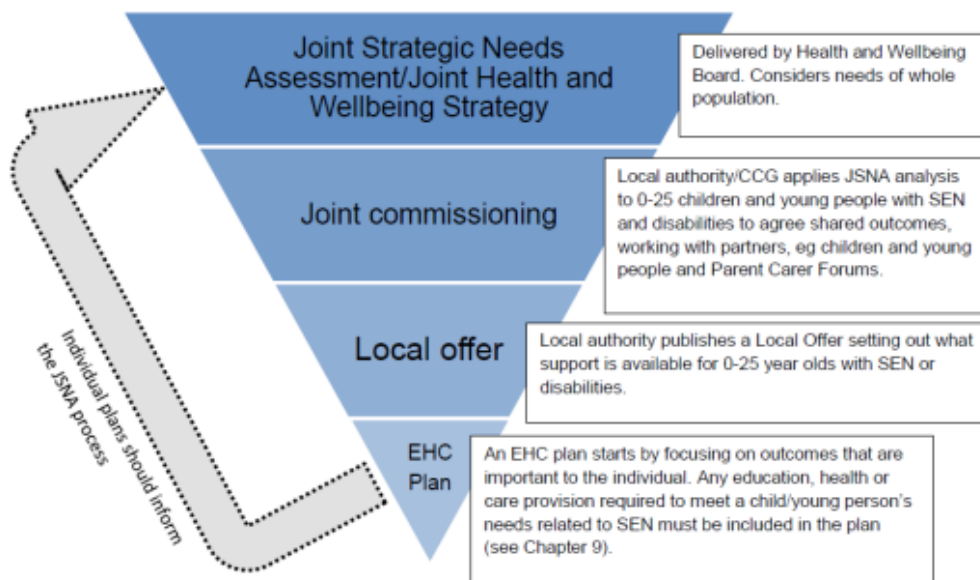 Joint Strategic Needs
Assessment/Joint Health and
Wellbeing Strategy
Delivered by Health and Wellbeing
Board. Considers needs of whole
population.
Joint commissioning
Local authority/CCG applies JSNA analysis
to 0-25 children and young people with SEN
and disabilities to agree shared outcomes,
working with partners, eg children and young
people and Parent Carer Forums.
Local offer
Local authority publishes a Local Offer setting out what
support is available for 0-25 year olds with SEN or
disabilities.
EHC
Plan
An EHC plan starts by focusing on outcomes that are
important to the individual. Any education, health or
care provision required to meet a child/young person's
needs related to SEN must be included in the plan
(see Chapter 9).
Individual plans should inform
the JSNA process